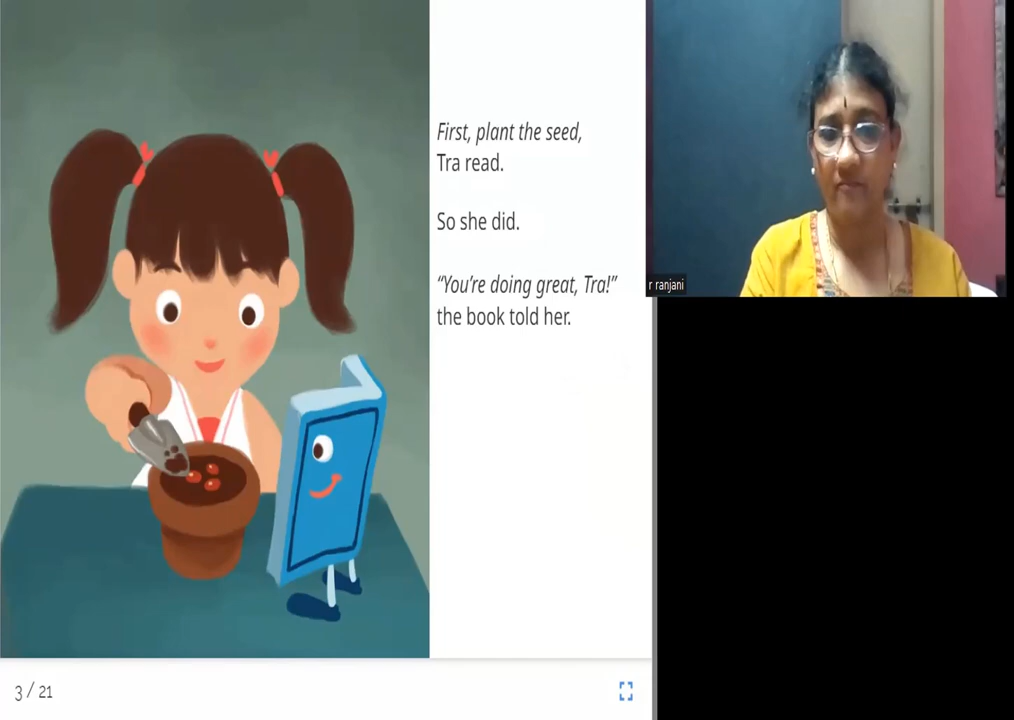 First, plant the seed,
Tra read.
So she did.
“You’re doing great, Tra!”
the book told her.
r ranjani
3 / 21